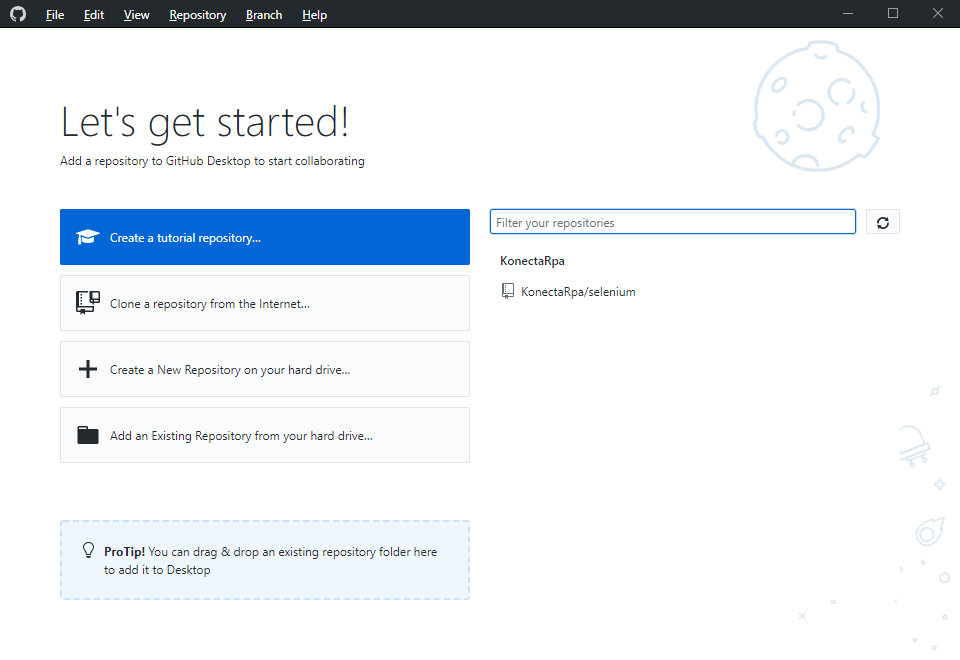 File Edit View Repository Branch Help
Let's get started!
Add a repository to GitHub Desktop to start collaborating
Create a tutorial repository...
Clone a repository from the Internet...
Create a New Repository on your hard drive...
Add an Existing Repository from your hard drive...
ProTip! You can drag & drop an existing repository folder here
to add it to Desktop
Filter your repositories
KonectaRpa
KonectaRpa/selenium